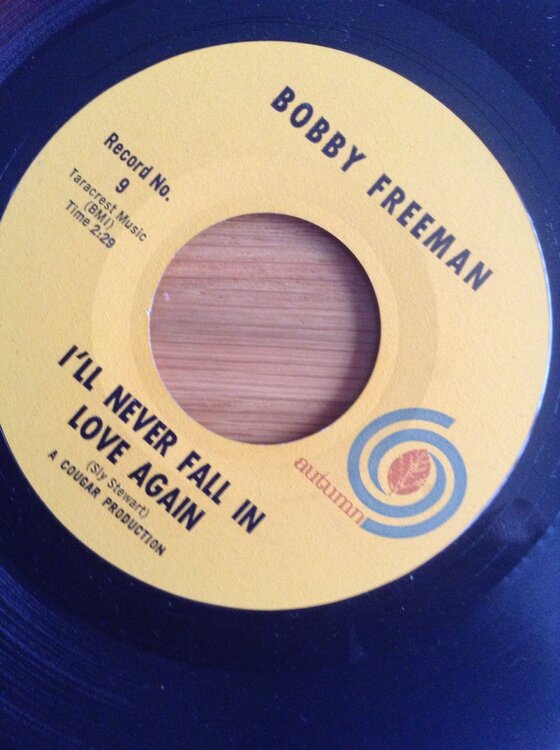 BOBBY FREEMAN
Record No.
9
Taracrest Music
(BMI)
Time 2:29
I'LL NEVER FALL IN
LOVE AGAIN
(Sly Stewart)
A COUGAR PRODUCTION
autumn